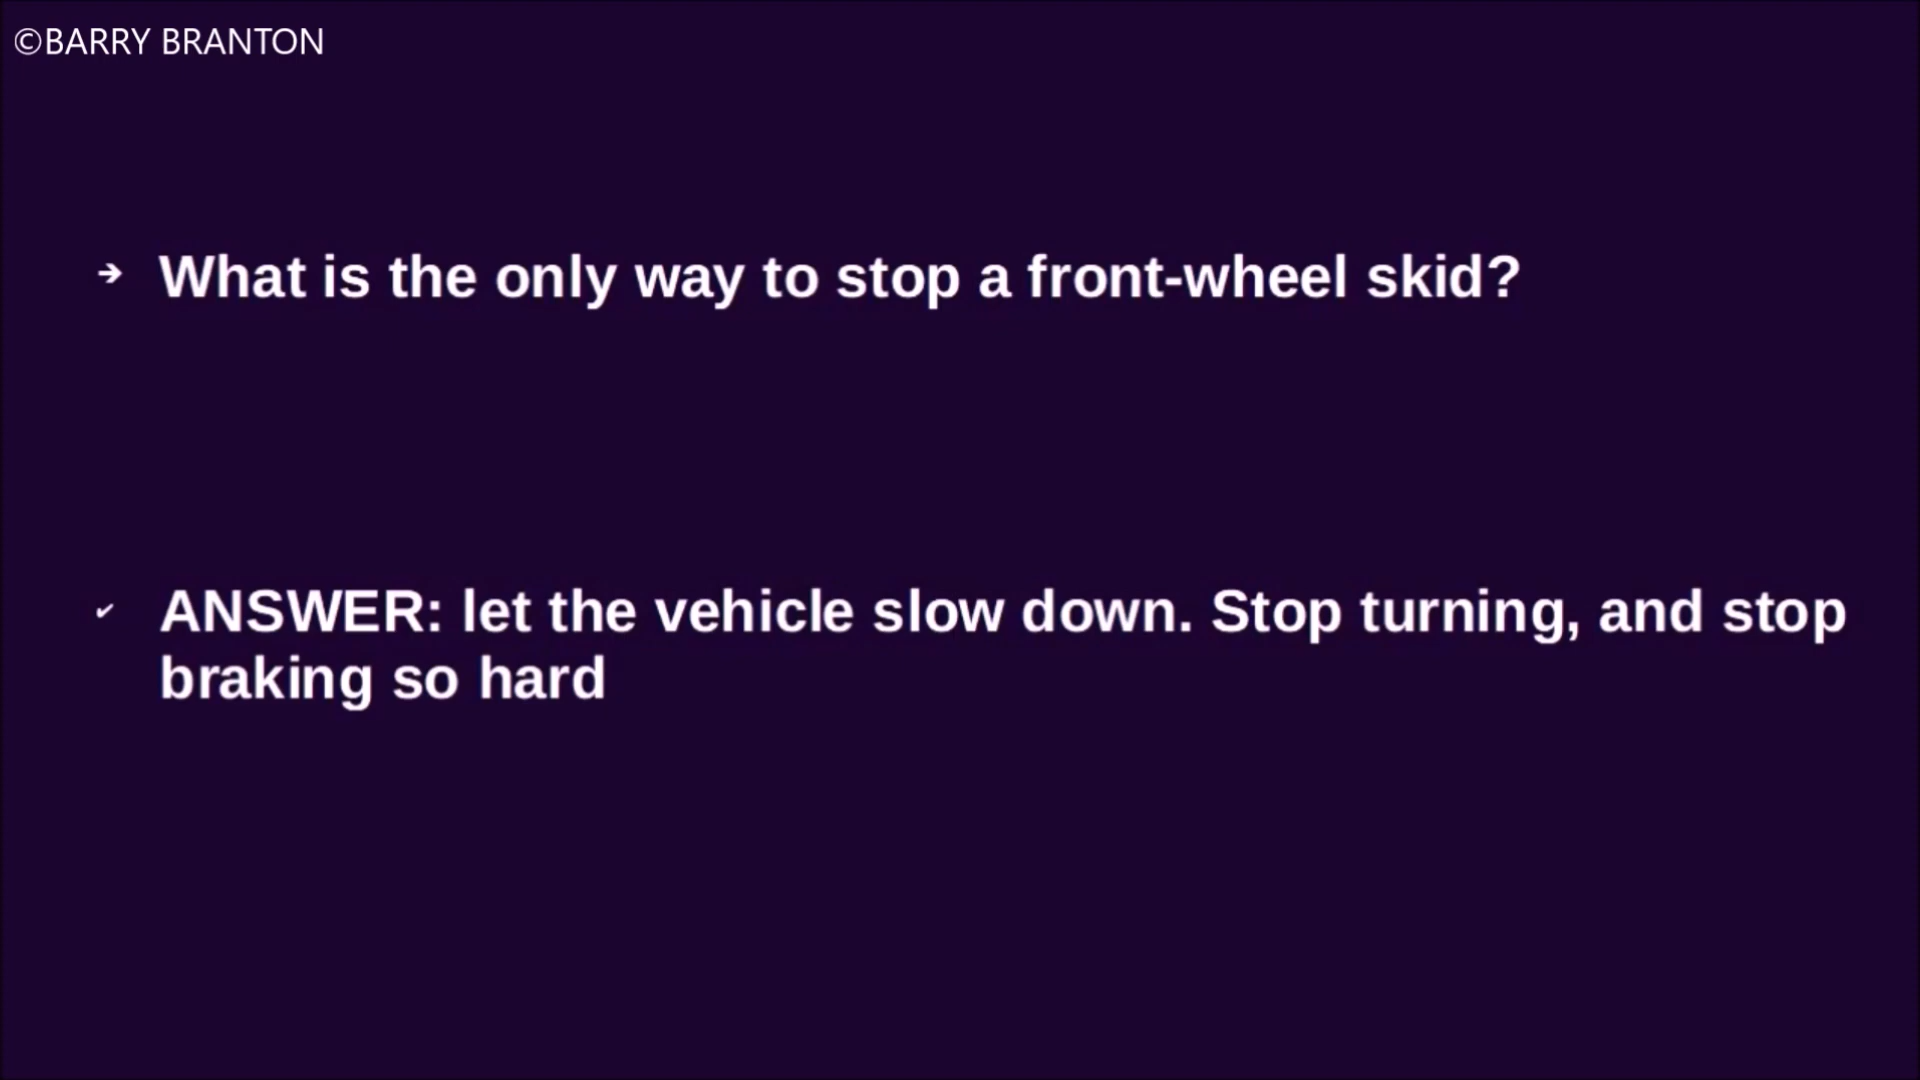 ©BARRY BRANTON
➔ What is the only way to stop a front-wheel skid?
✔ ANSWER: let the vehicle slow down. Stop turning, and stop
braking so hard